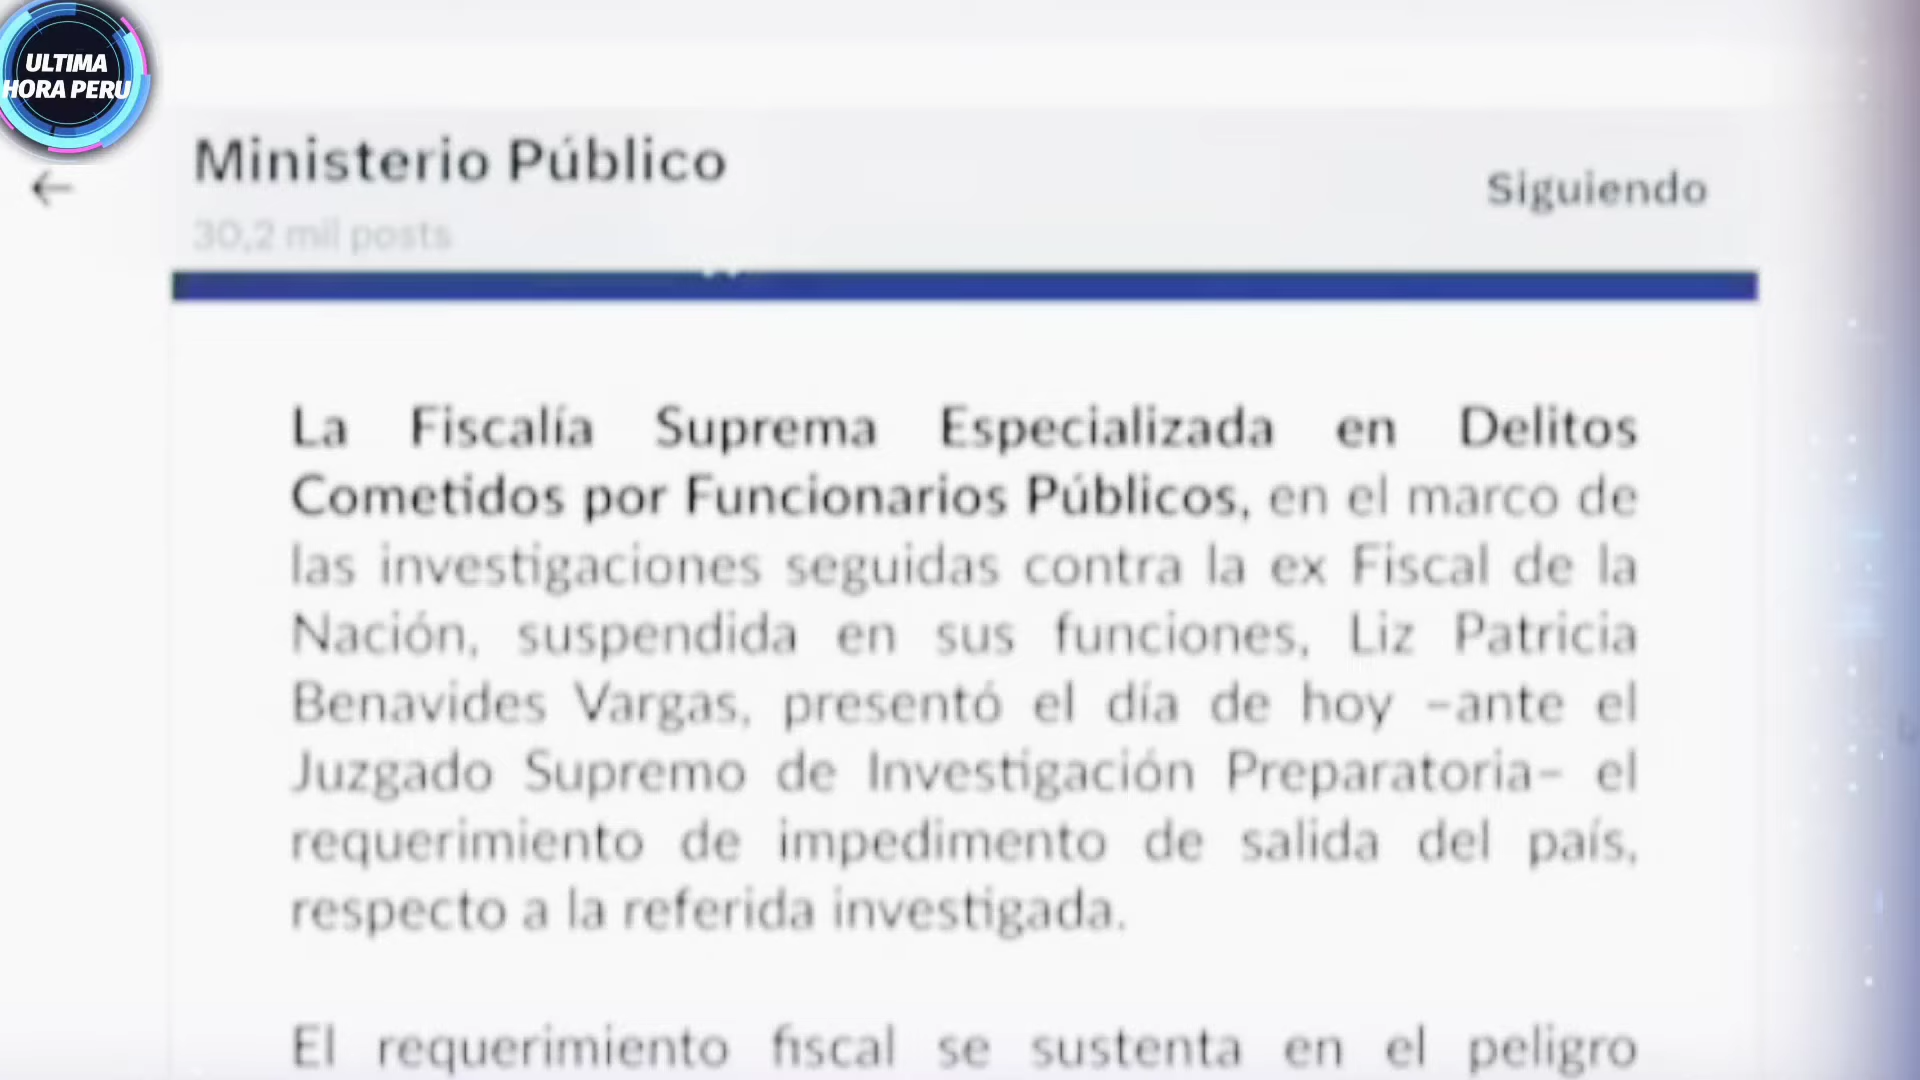 ULTIMA
HORA PERU
Ministerio Público
Siguiendo
30,2 mil posts
La Fiscalía Suprema Especializada en Delitos
Cometidos por Funcionarios Públicos, en el marco de
las investigaciones seguidas contra la ex Fiscal de la
Nación, suspendida en sus funciones, Liz Patricia
Benavides Vargas, presentó el día de hoy –ante el
Juzgado Supremo de Investigación Preparatoria– el
requerimiento de impedimento de salida del país,
respecto a la referida investigada.
El requerimiento fiscal se sustenta en el peligro